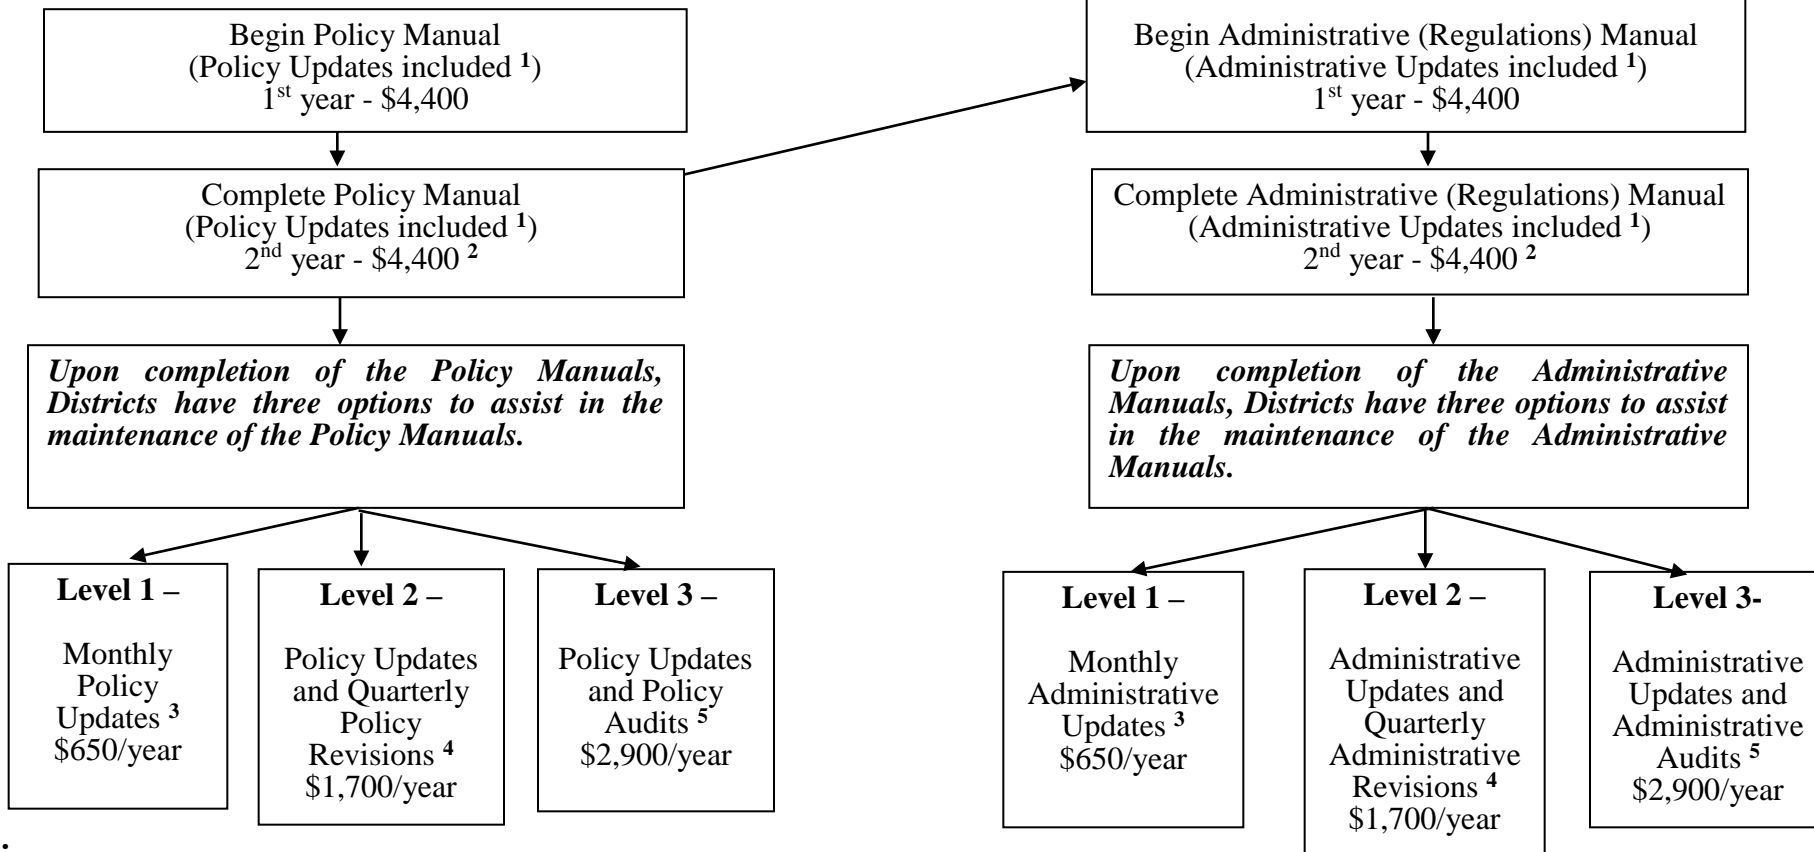 Begin Policy Manual
(Policy Updates included 1)
1st year - $4,400
Begin Administrative (Regulations) Manual
(Administrative Updates included 1)
1st year - $4,400
Complete Policy Manual
(Policy Updates included 1)
2nd year - $4,400 2
Complete Administrative (Regulations) Manual
(Administrative Updates included 1)
2nd year - $4,400 2
Upon completion of the Policy Manuals,
Districts have three options to assist in the
maintenance of the Policy Manuals.
Upon completion of the Administrative
Manuals, Districts have three options to assist
in the maintenance of the Administrative
Manuals.
Level 1 –
Monthly
Policy
Updates 3
$650/year
Level 2 –
Policy Updates
and Quarterly
Policy
Revisions 4
$1,700/year
Level 3 –
Policy Updates
and Policy
Audits 5
$2,900/year
Level 1 –
Monthly
Administrative
Updates 3
$650/year
Level 2 –
Administrative
Updates and
Quarterly
Administrative
Revisions 4
$1,700/year
Level 3-
Administrative
Updates and
Administrative
Audits 5
$2,900/year